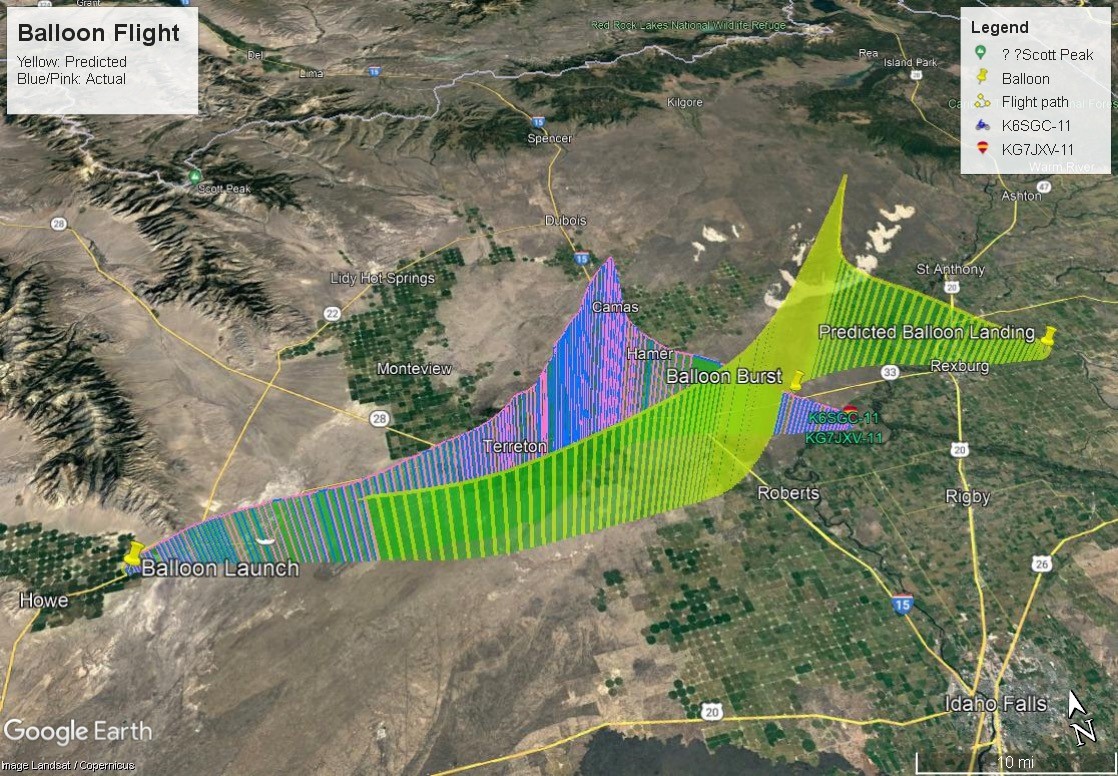 Grant
Balloon Flight
Yellow: Predicted
Blue/Pink: Actual
Legend
? ?Scott Peak
Balloon
Flight path
K6SGC-11
KG7JXV-11
Red Rock Lakes National Wildlife Refuge
Del
Lima
15
Rea
Island Park
Kilgore
15
Spencer
Scott Peak
Warm River
Ashton
47
28
Dubois
15
St Anthony
20
Lidy Hot Springs
22
Camas
Predicted Balloon Landing
Hamer
Monteview
Balloon Burst
33
Rexburg
28
K6SGC-11
KG7JXV-11
Terreton
20
Roberts
Rigby
Balloon Launch
26
Howe
15
Idaho Falls
20
N
Google Earth
Image Landsat / Copernicus
10 mi